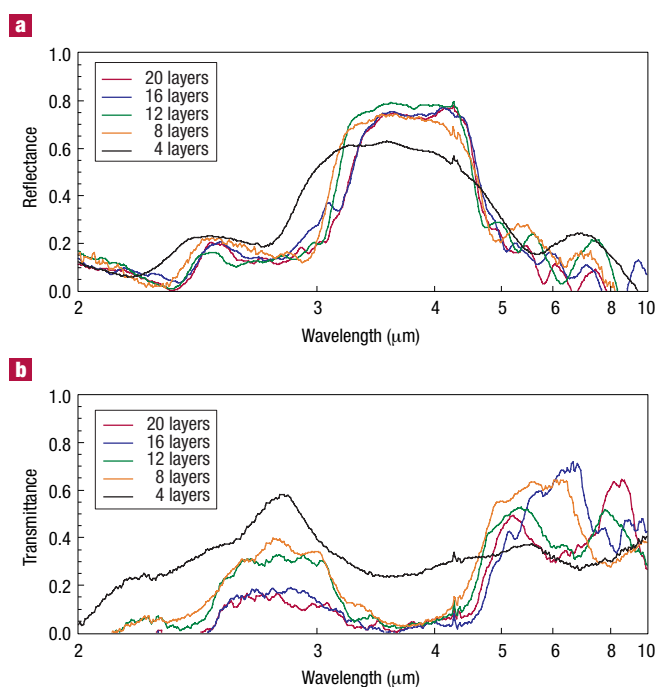 a
1.0
0.8
0.6
0.4
0.2
0.0
Reflectance
20 layers
16 layers
12 layers
8 layers
4 layers
2 3 4 5 6 8 10
Wavelength (μm)
b
1.0
0.8
0.6
0.4
0.2
0.0
Transmittance
20 layers
16 layers
12 layers
8 layers
4 layers
2 3 4 5 6 8 10
Wavelength (μm)